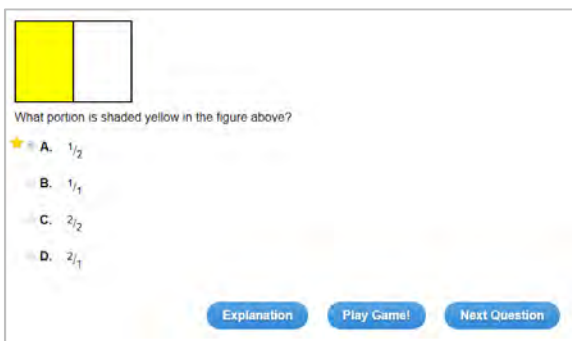 What portion is shaded yellow in the figure above?
A. 1/2
B. 1/1
C. 2/2
D. 2/1
Explanation Play Game! Next Question